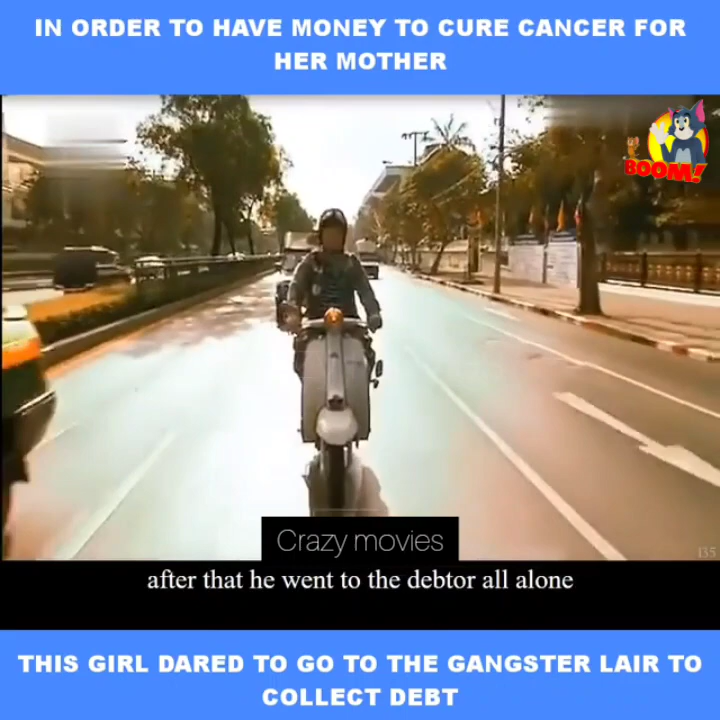 IN ORDER TO HAVE MONEY TO CURE CANCER FOR
HER MOTHER
BOOM!
Crazy movies
135
after that he went to the debtor all alone
THIS GIRL DARED TO GO TO THE GANGSTER LAIR TO
COLLECT DEBT